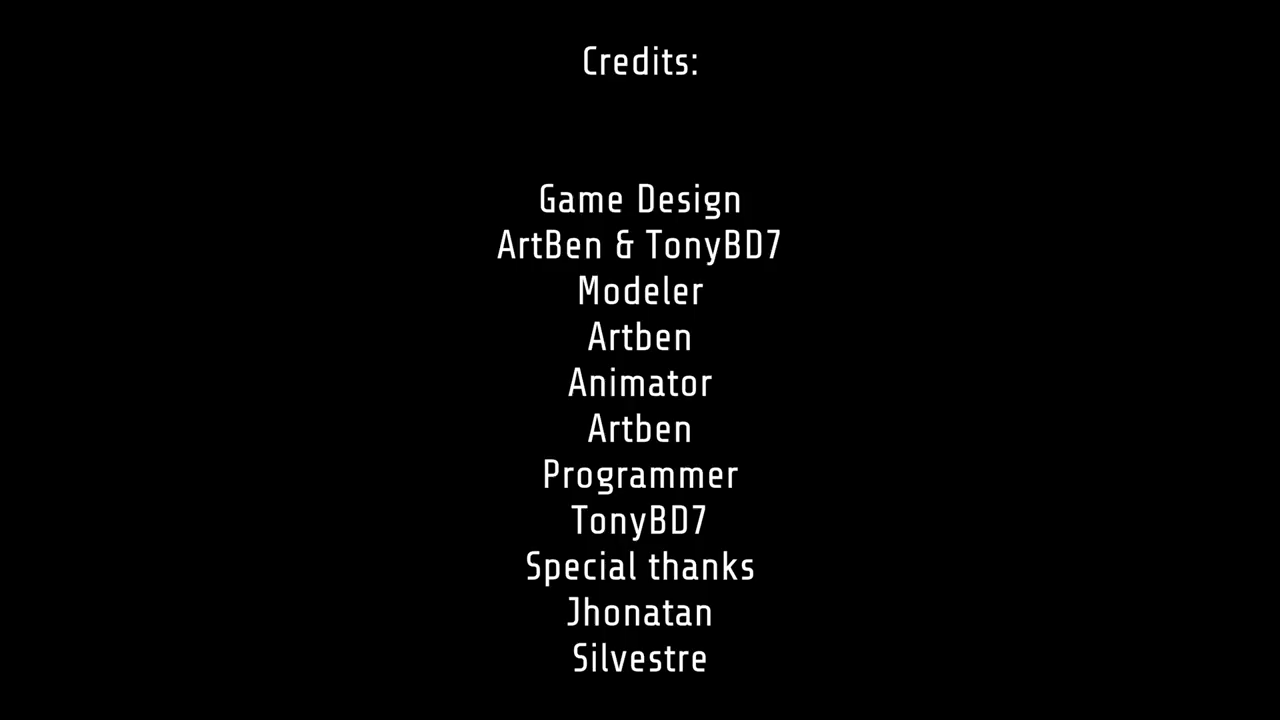 Credits:
Game Design
ArtBen & TonyBD7
Modeler
Artben
Animator
Artben
Programmer
TonyBD7
Special thanks
Jhonatan
Silvestre